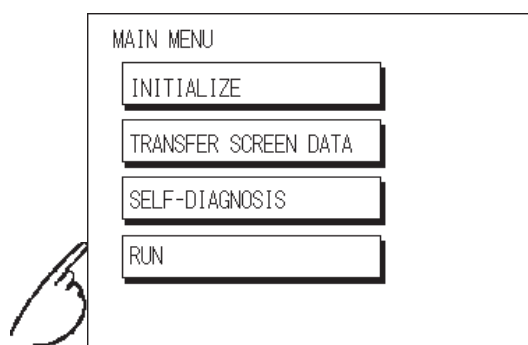 MAIN MENU
INITIALIZE
TRANSFER SCREEN DATA
SELF-DIAGNOSIS
RUN